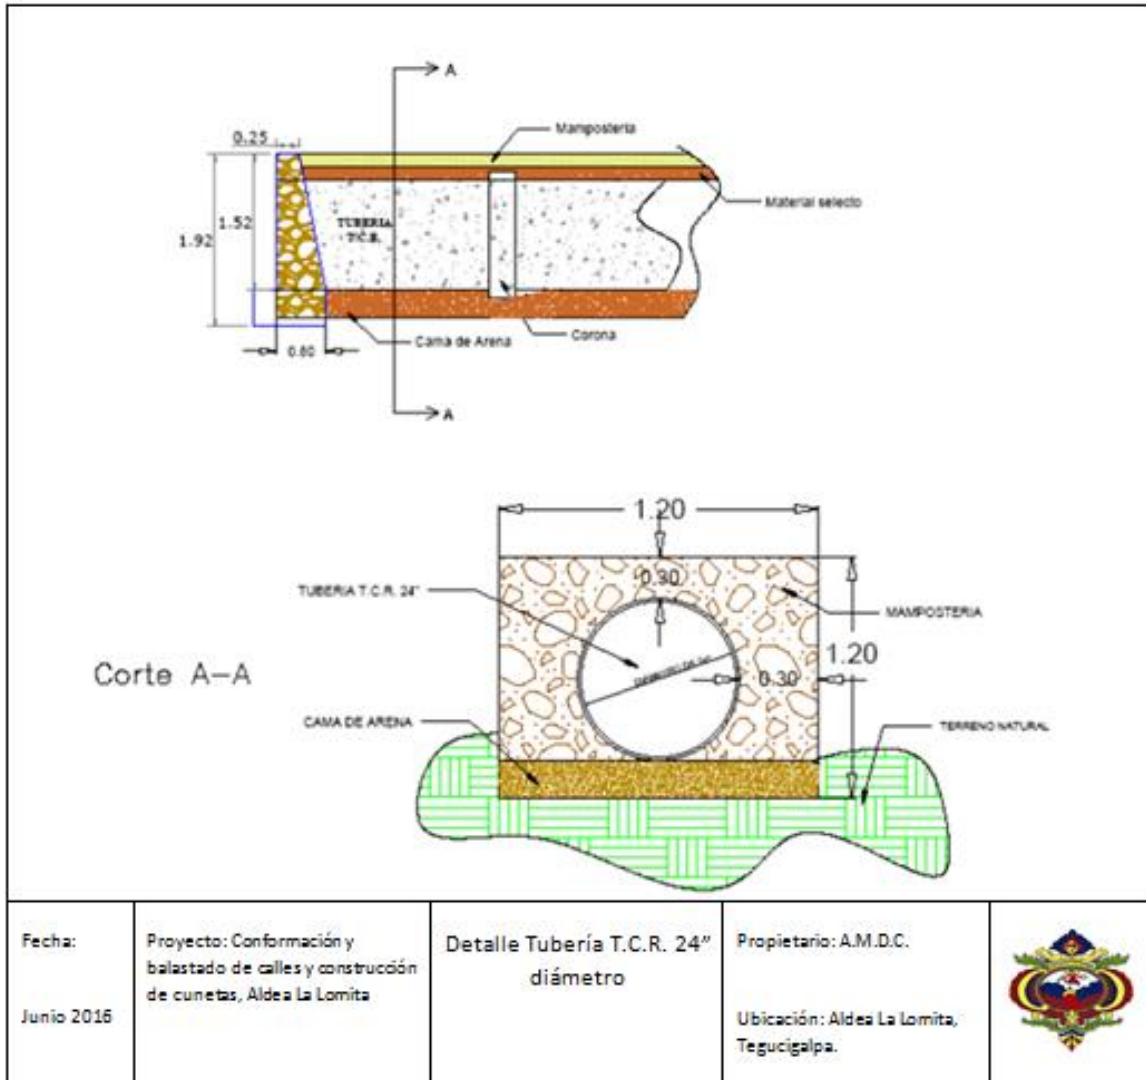 A
Mampostería
0.25
Material selecto
1.52
TUBERIA
T.C.R.
1.92
Corona
Cama de Arena
0.60
A
1.20
TUBERIA T.C.R. 24"
0.30
MAMPOSTERIA
Corte A-A
1.20
0.30
CAMA DE ARENA
TERRENO NATURAL
Fecha:
Junio 2016
Proyecto: Conformación y
balastado de calles y construcción
de cunetas, Aldea La Lomita
Detalle Tubería T.C.R. 24"
diámetro
Propietario: A.M.D.C.
Ubicación: Aldea La Lomita,
Tegucigalpa.